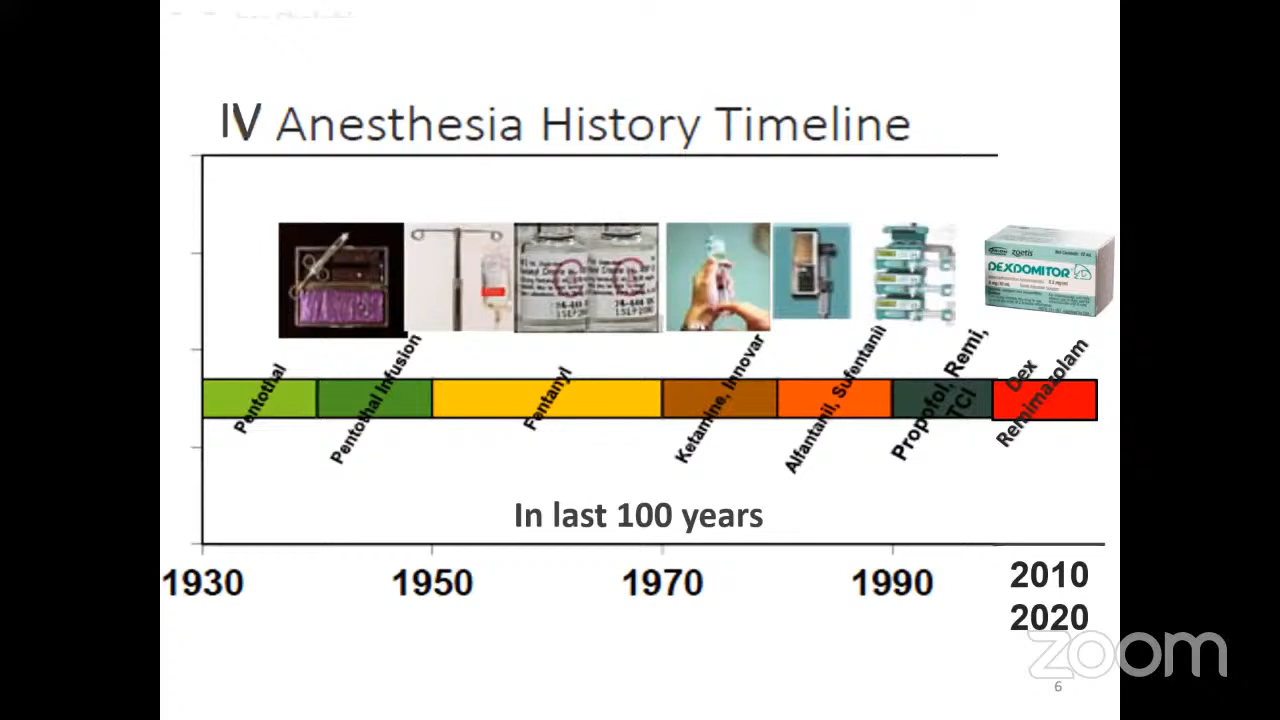 IV Anesthesia History Timeline
zoetis
DEXDOMITOR
Pentothal
Pentothal Infusion
Fentanyl
Ketamine, Innovar
Alfantanil, Sufentanil
Propofol, Remi,
TCI
Dex
Remimazolam
In last 100 years
1930
1950
1970
1990
2010
2020
zoom
6